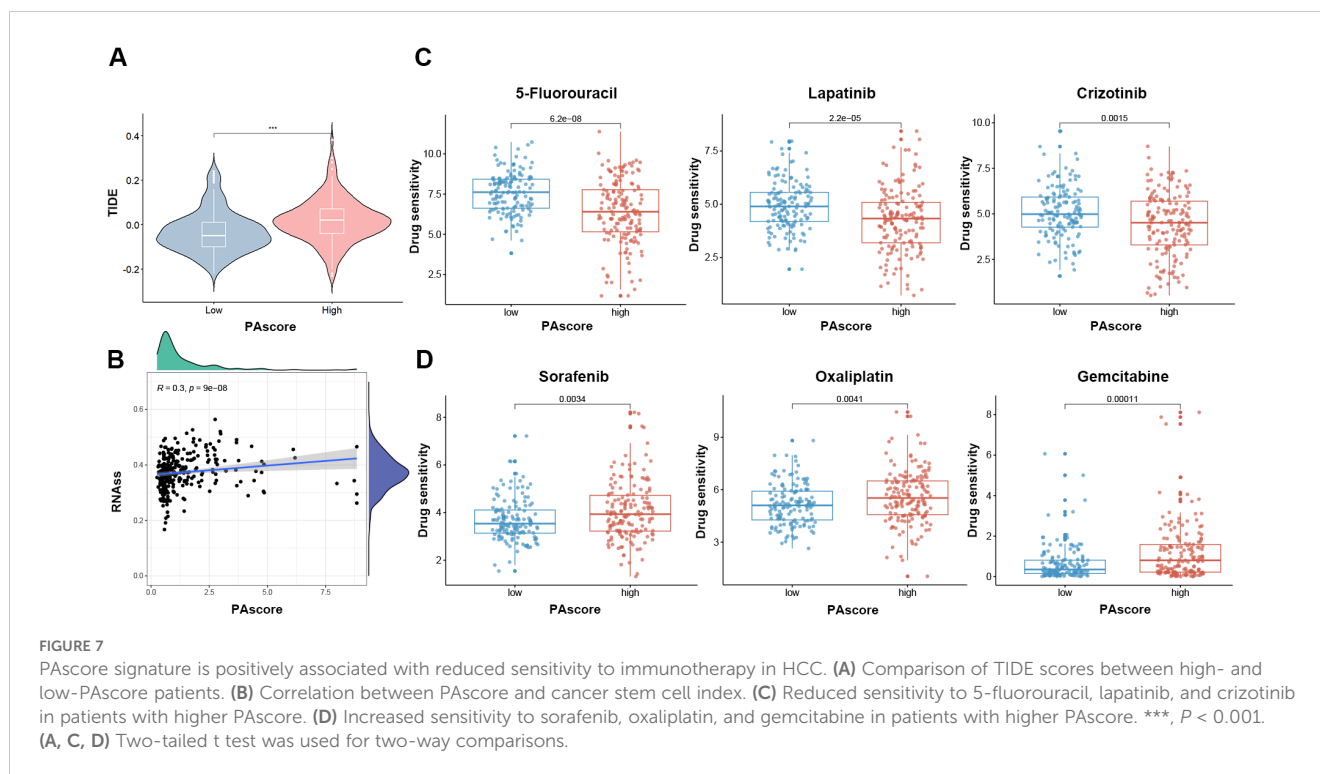 A
TIDE
0.4
0.2
0.0
-0.2
***
Low
High
PAscore
B
R = 0.3, p = 9e−08
RNAss
0.6
0.4
0.2
0.0
0.0
2.5
5.0
7.5
PAscore
C
5-Fluorouracil
6.2e−08
Drug sensitivity
10.0
7.5
5.0
2.5
low
high
PAscore
Lapatinib
2.2e−05
Drug sensitivity
7.5
5.0
2.5
low
high
PAscore
Crizotinib
0.0015
Drug sensitivity
10.0
7.5
5.0
2.5
low
high
PAscore
D
Sorafenib
0.0034
Drug sensitivity
8
6
4
2
low
high
PAscore
Oxaliplatin
0.0041
Drug sensitivity
9
6
3
low
high
PAscore
Gemcitabine
0.00011
Drug sensitivity
8
6
4
2
0
low
high
PAscore
FIGURE 7
PAscore signature is positively associated with reduced sensitivity to immunotherapy in HCC. (A) Comparison of TIDE scores between high- and
low-PAscore patients. (B) Correlation between PAscore and cancer stem cell index. (C) Reduced sensitivity to 5-fluorouracil, lapatinib, and crizotinib
in patients with higher PAscore. (D) Increased sensitivity to sorafenib, oxaliplatin, and gemcitabine in patients with higher PAscore. ***, P < 0.001.
(A, C, D) Two-tailed t test was used for two-way comparisons.